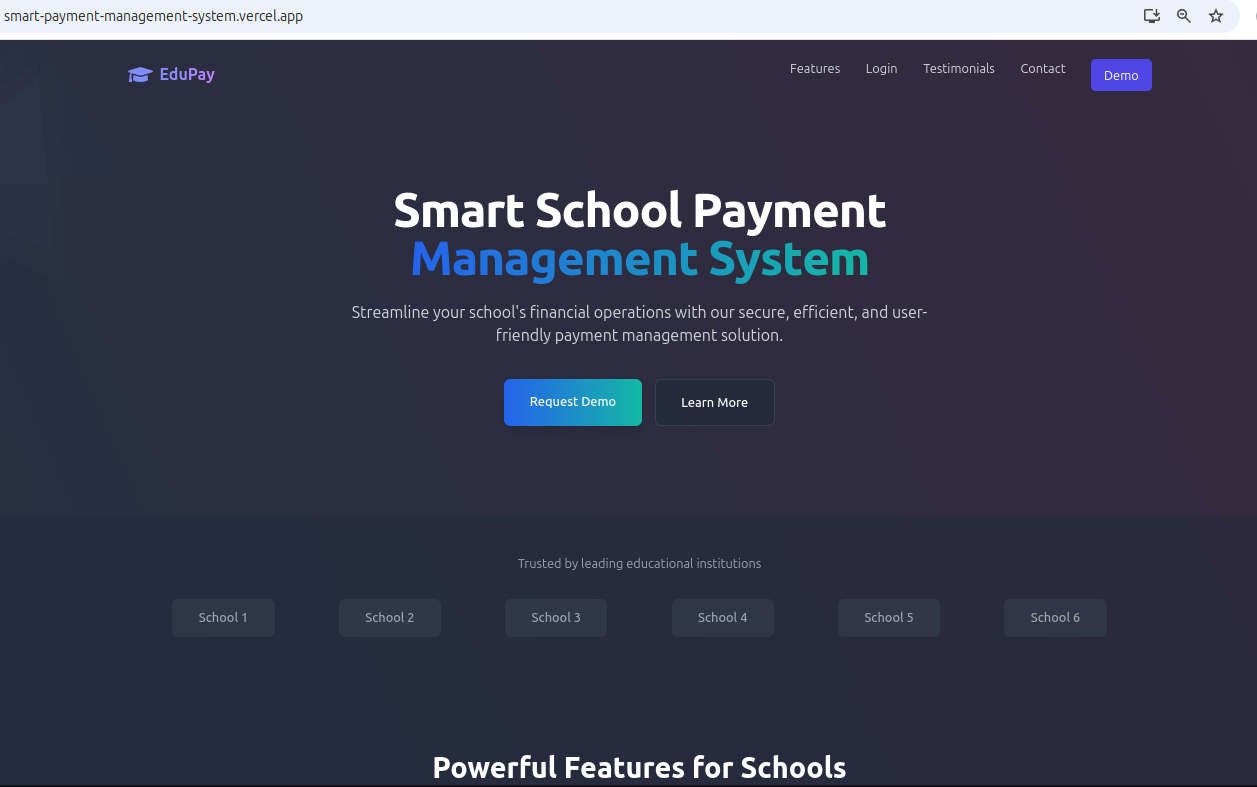 smart-payment-management-system.vercel.app
EduPay
Features
Login
Testimonials
Contact
Demo
Smart School Payment
Management System
Streamline your school's financial operations with our secure, efficient, and user-
friendly payment management solution.
Request Demo
Learn More
Trusted by leading educational institutions
School 1
School 2
School 3
School 4
School 5
School 6
Powerful Features for Schools